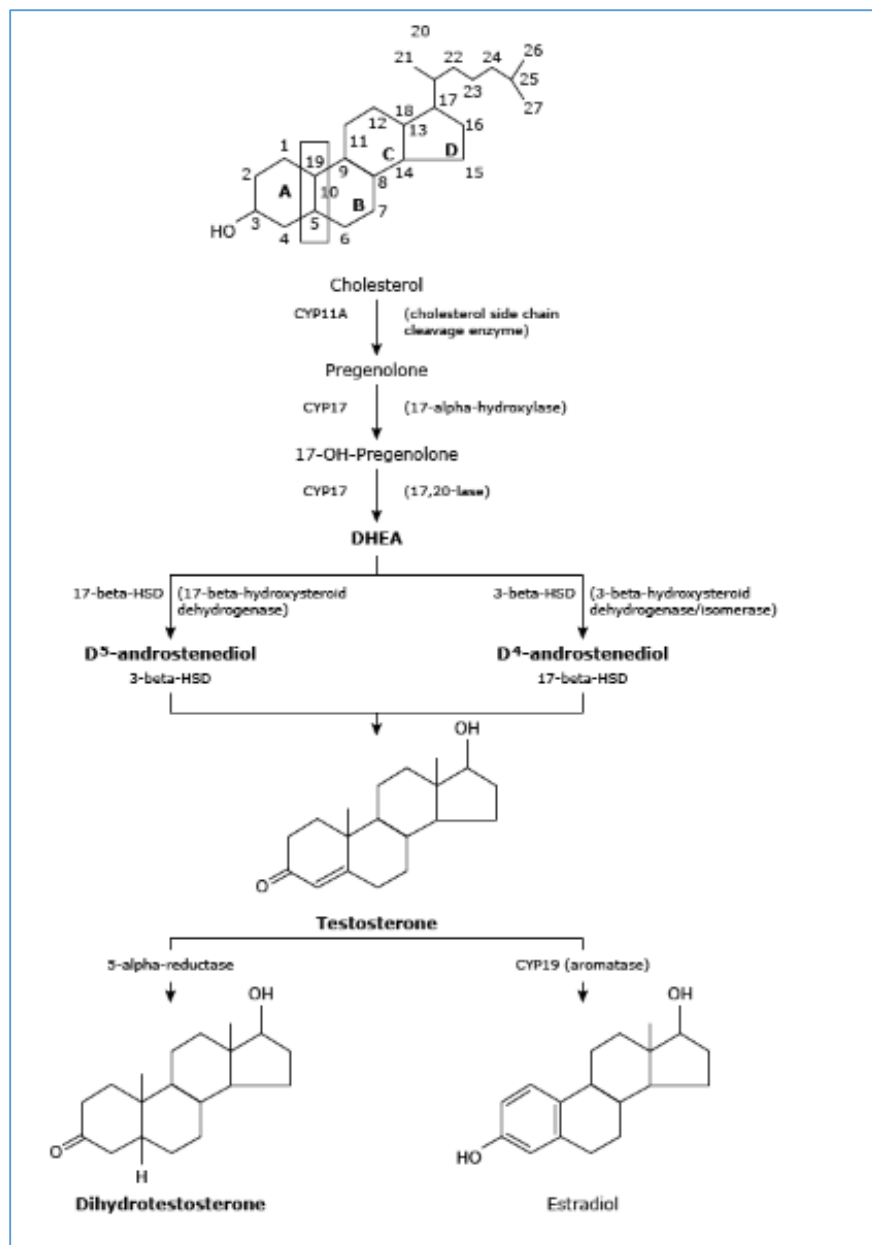 20
21 22 24 26
25
23
27
17
18
12 16
13
11
1 C D
19 14 15
2 9
8
A 10
B 7
3 5
HO 4 6
Cholesterol
CYP11A (cholesterol side chain
cleavage enzyme)
Pregenolone
CYP17 (17-alpha-hydroxylase)
17-OH-Pregenolone
CYP17 (17,20-lase)
DHEA
17-beta-HSD (17-beta-hydroxysteroid
dehydrogenase)
3-beta-HSD (3-beta-hydroxysteroid
dehydrogenase/isomerase)
D⁵-androstenediol
3-beta-HSD
D⁴-androstenediol
17-beta-HSD
OH
O
Testosterone
5-alpha-reductase
CYP19 (aromatase)
OH
O
H
Dihydrotestosterone
OH
HO
Estradiol